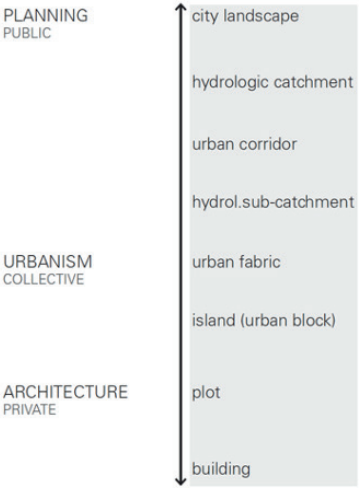 PLANNING
PUBLIC
city landscape
hydrologic catchment
urban corridor
hydrol.sub-catchment
URBANISM
COLLECTIVE
urban fabric
island (urban block)
ARCHITECTURE
PRIVATE
plot
building